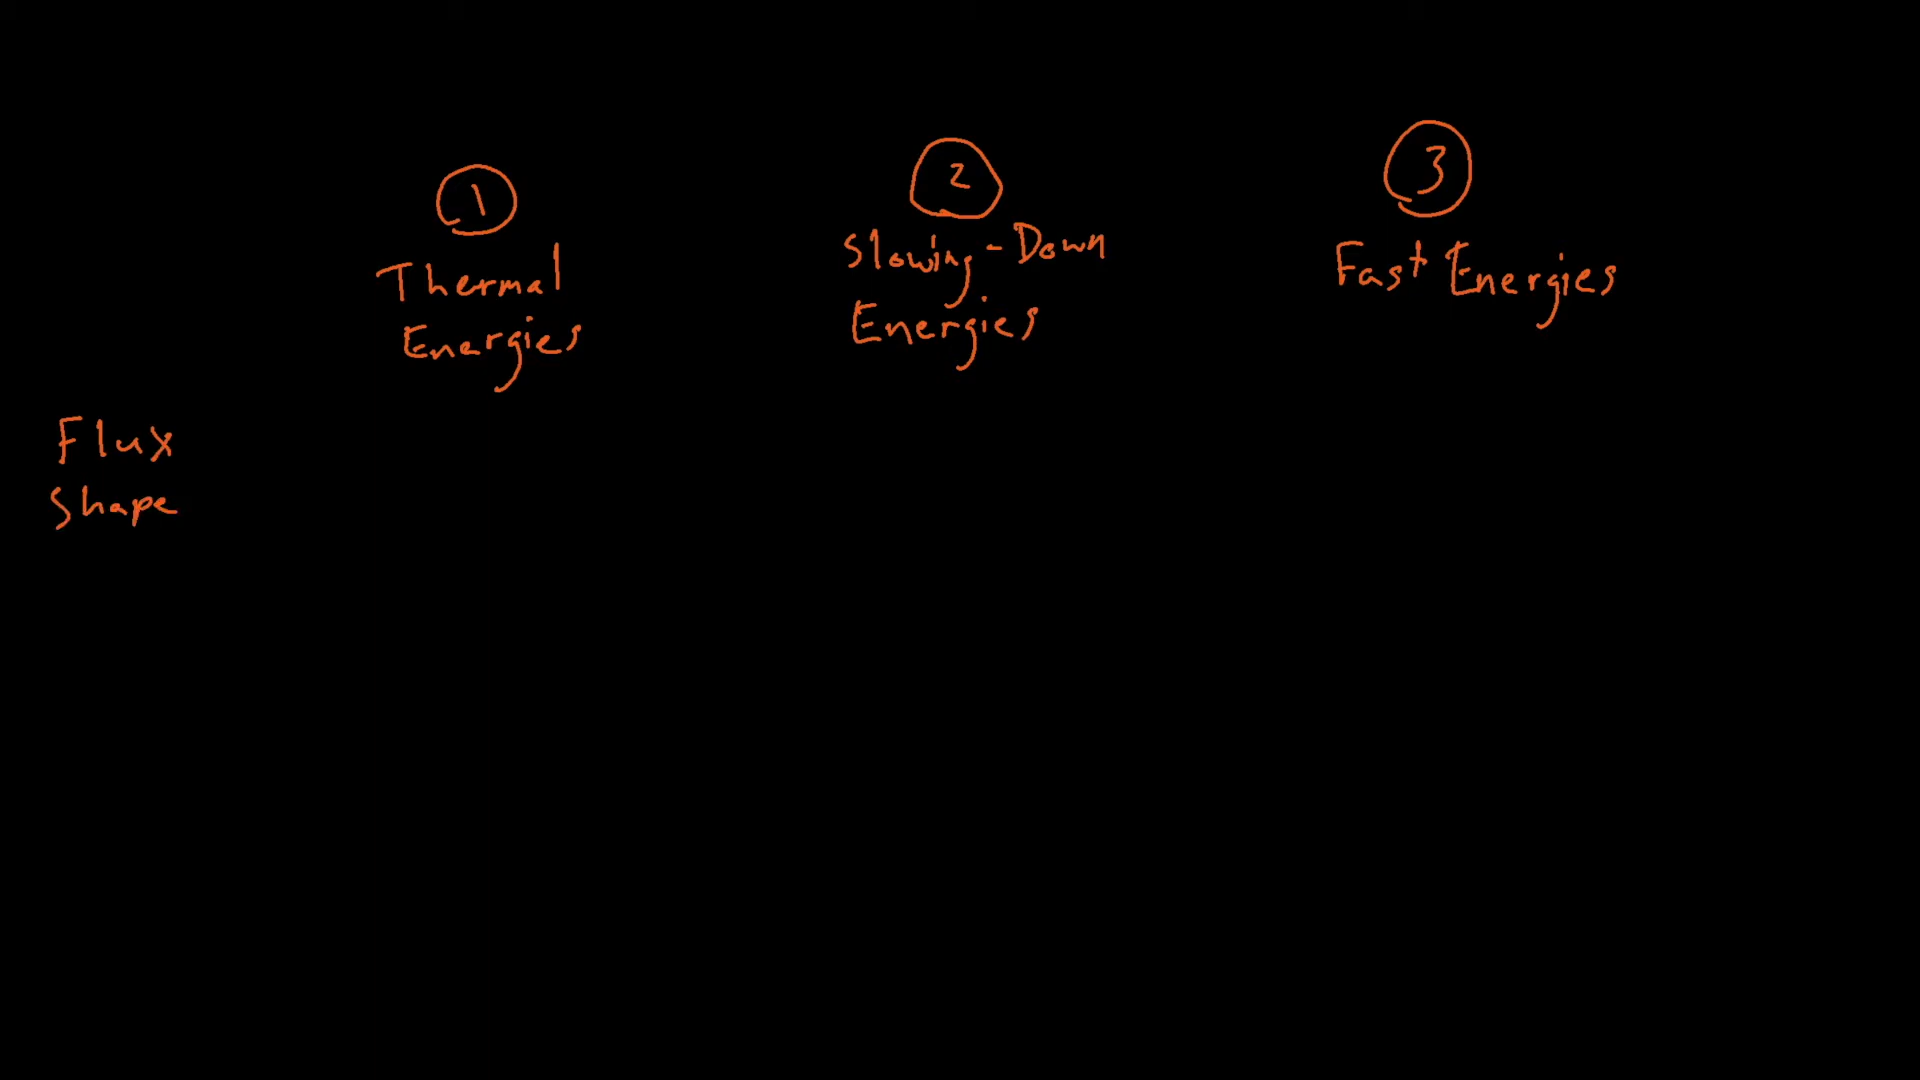 1
Thermal
Energies
2
Slowing-Down
Energies
3
Fast Energies
Flux
Shape